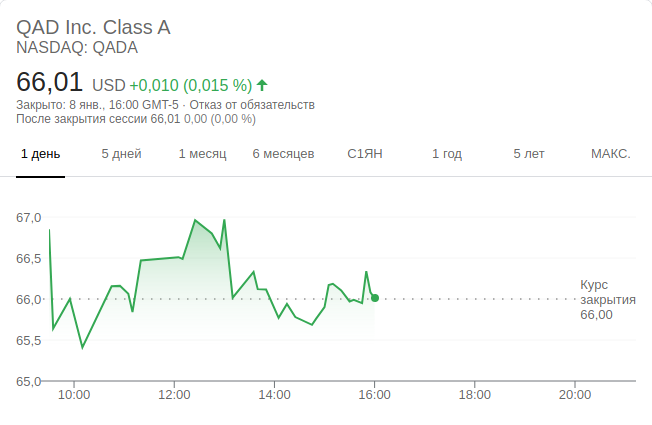 QAD Inc. Class A
NASDAQ: QADA
66,01 USD +0,010 (0,015 %)
Закрыто: 8 янв., 16:00 GMT-5 · Отказ от обязательств
После закрытия сессии 66,01 0,00 (0,00 %)
1 день 5 дней 1 месяц 6 месяцев С1ЯН 1 год 5 лет МАКС.
67,0
66,5
66,0
65,5
65,0
Курс
закрытия
66,00
10:00 12:00 14:00 16:00 18:00 20:00